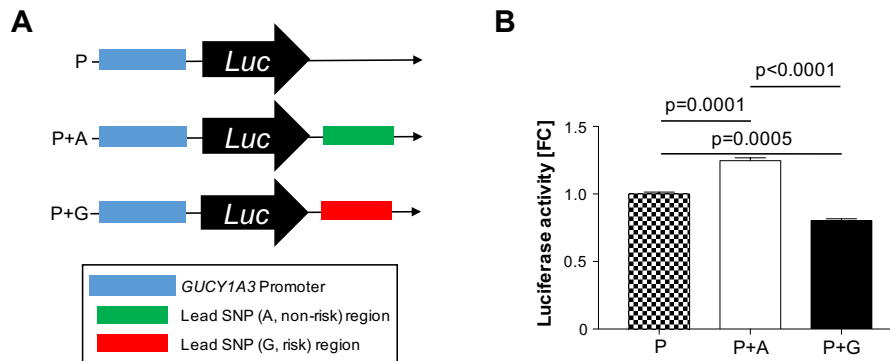 A
P
Luc
P+A
Luc
P+G
Luc
GUCY1A3 Promoter
Lead SNP (A, non-risk) region
Lead SNP (G, risk) region
B
p<0.0001
p=0.0001
p=0.0005
Luciferase activity [FC]
1.5
1.0
0.5
0
P
P+A
P+G